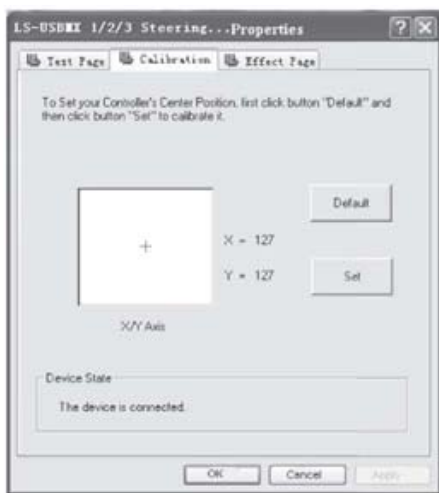 LS-USBMX 1/2/3 Steering...Properties
Test Page Calibration Effect Page
To Set your Controller's Center Position, first click button "Default" and
then click button "Set" to calibrate it.
Default
X = 127
Y = 127 Set
X/Y Axis
Device State
The device is connected.
OK Cancel Apply